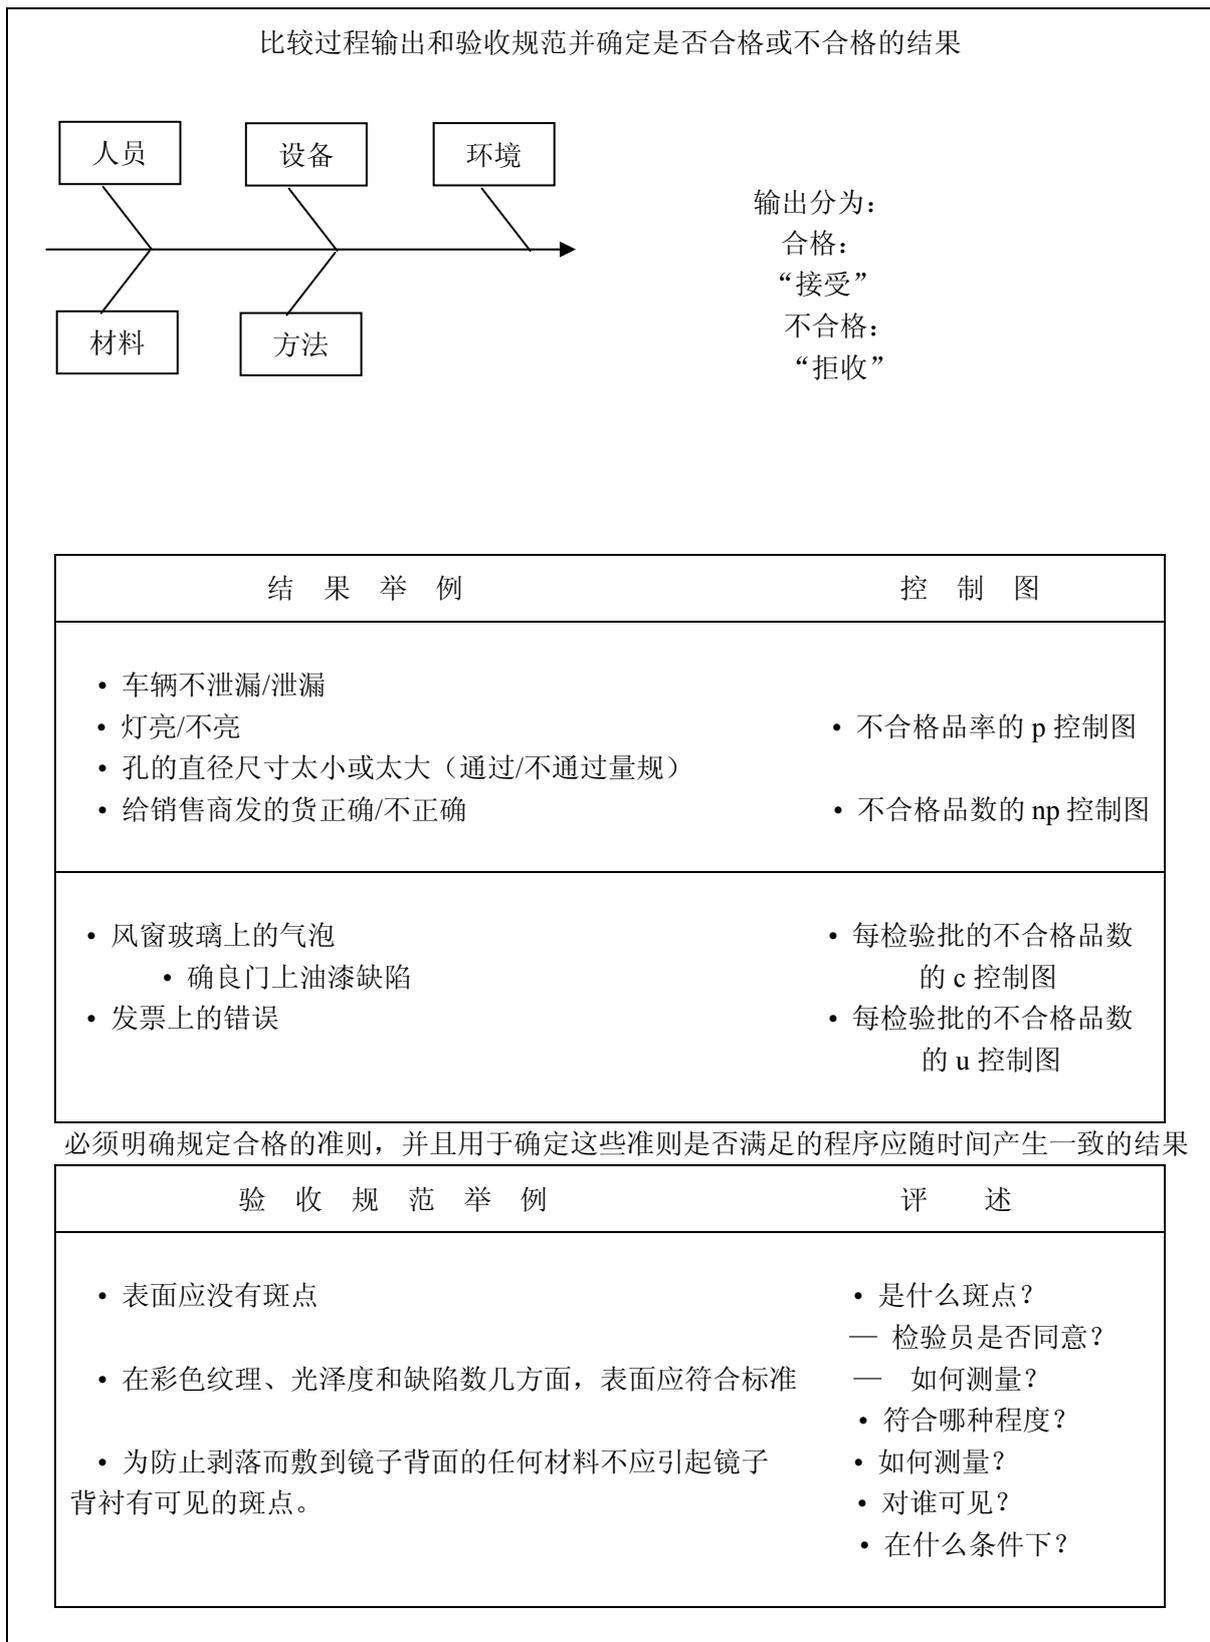 比较过程输出和验收规范并确定是否合格或不合格的结果
人员
设备
环境
材料
方法
输出分为：
合格：
“接受”
不合格：
“拒收”
结 果 举 例
控 制 图
• 车辆不泄漏/泄漏
• 灯亮/不亮
• 孔的直径尺寸太小或太大（通过/不通过量规）
• 给销售商发的货正确/不正确
• 不合格品率的 p 控制图
• 不合格品数的 np 控制图
• 风窗玻璃上的气泡
• 确良门上油漆缺陷
• 发票上的错误
• 每检验批的不合格品数
的 c 控制图
• 每检验批的不合格品数
的 u 控制图
必须明确规定合格的准则，并且用于确定这些准则是否满足的程序应随时间产生一致的结果
验 收 规 范 举 例
评 述
• 表面应没有斑点
• 在彩色纹理、光泽度和缺陷数几方面，表面应符合标准
• 为防止剥落而敷到镜子背面的任何材料不应引起镜子
背衬有可见的斑点。
• 是什么斑点？
— 检验员是否同意？
— 如何测量？
• 符合哪种程度？
• 如何测量？
• 对谁可见？
• 在什么条件下？